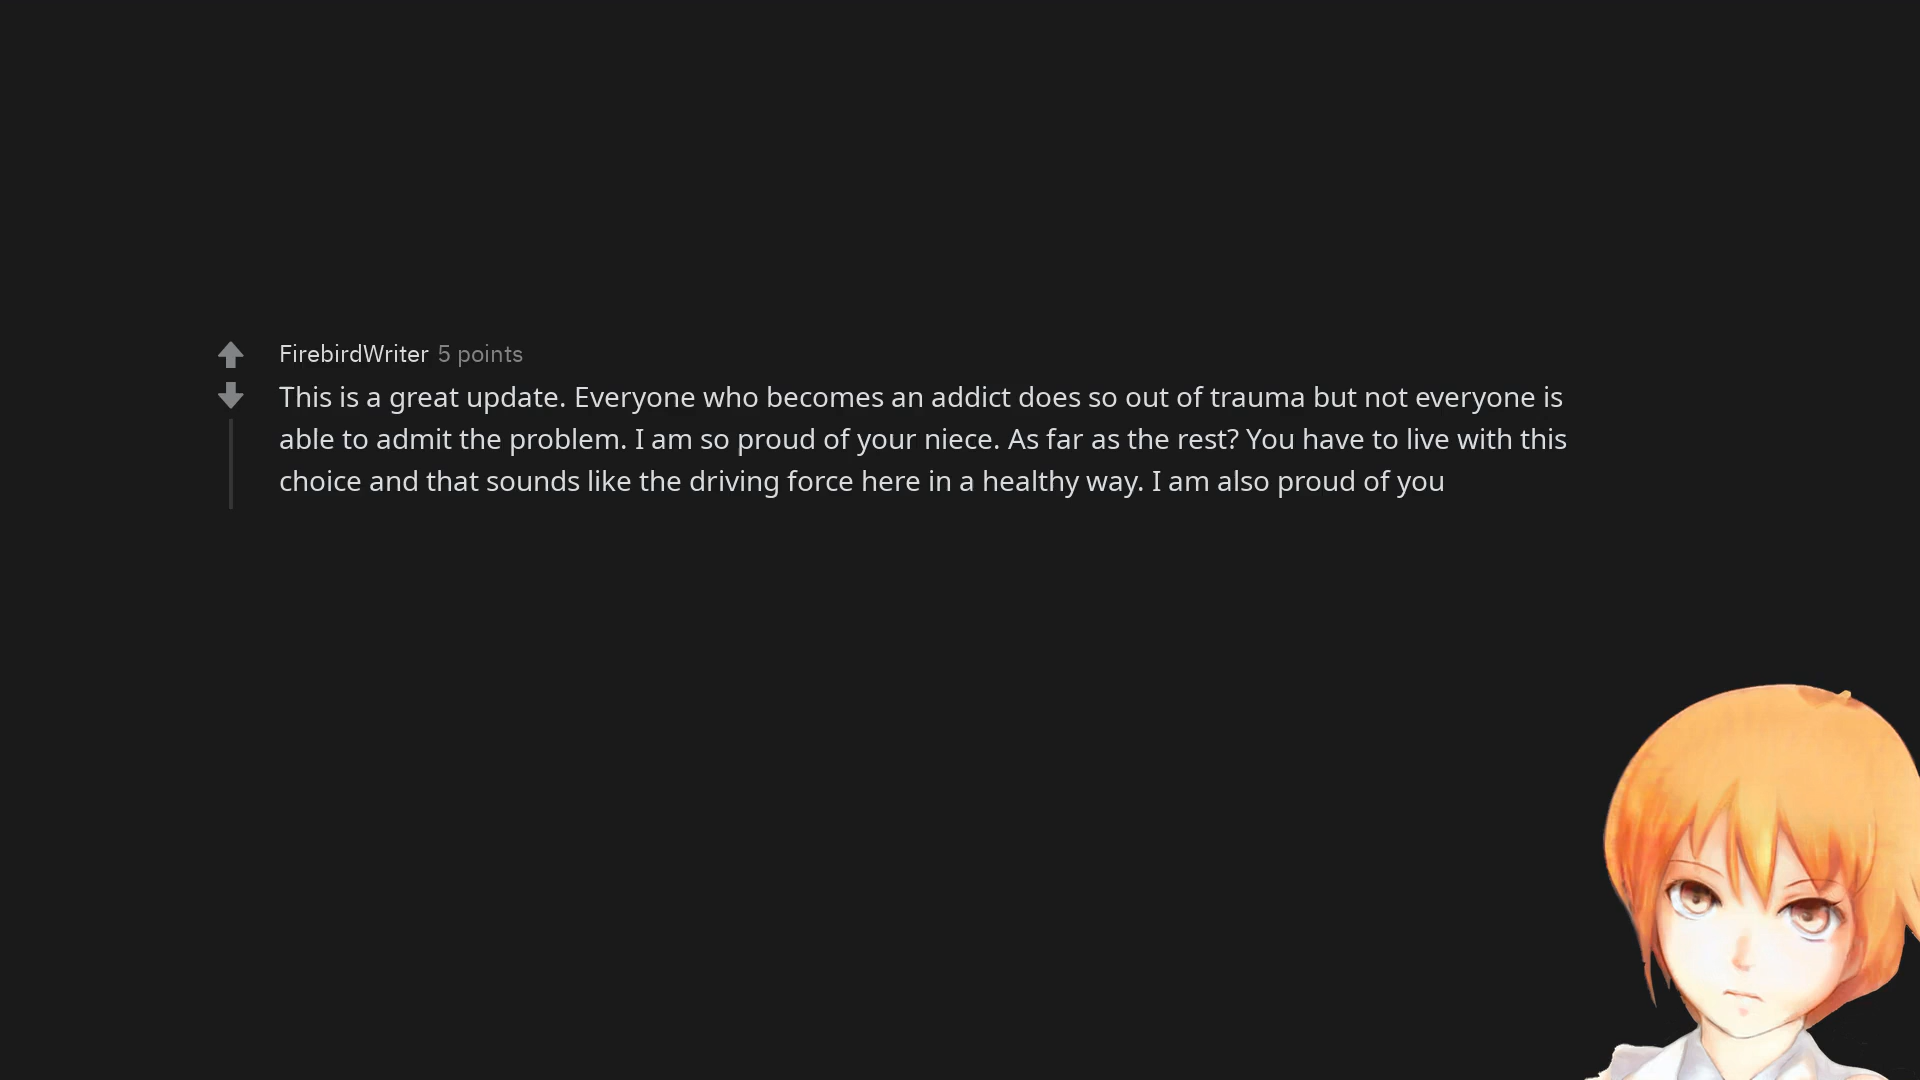 FirebirdWriter 5 points
This is a great update. Everyone who becomes an addict does so out of trauma but not everyone is
able to admit the problem. I am so proud of your niece. As far as the rest? You have to live with this
choice and that sounds like the driving force here in a healthy way. I am also proud of you